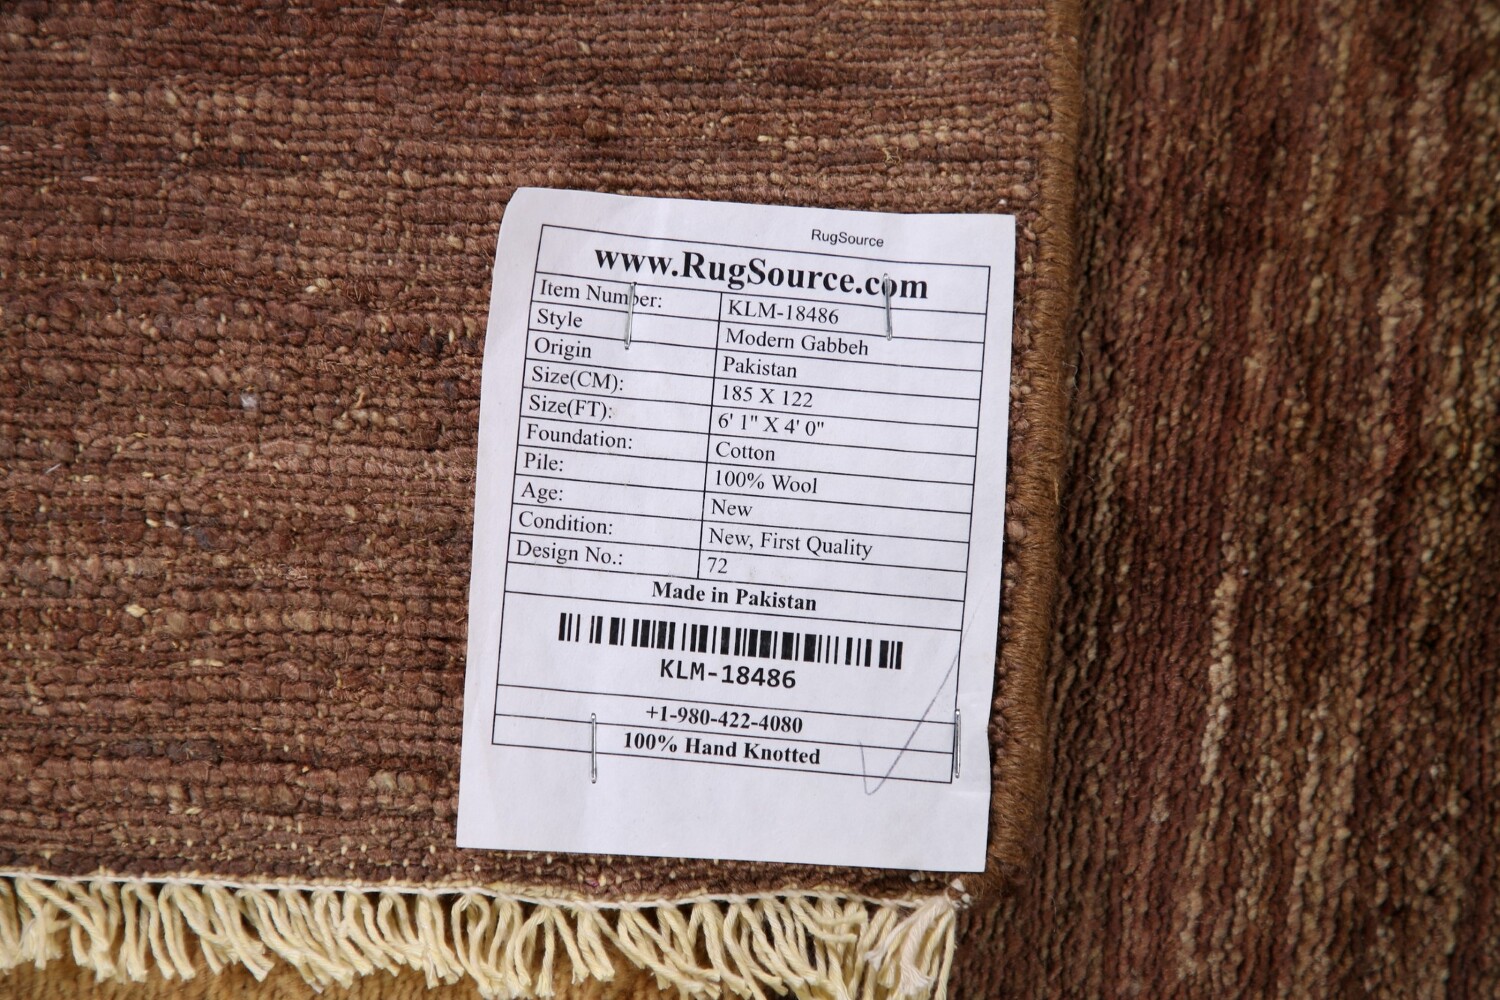 RugSource
www.RugSource.com
Item Number: KLM-18486
Style Modern Gabbeh
Origin Pakistan
Size(CM): 185 X 122
Size(FT): 6' 1" X 4' 0"
Foundation: Cotton
Pile: 100% Wool
Age: New
Condition: New, First Quality
Design No.: 72
Made in Pakistan
KLM-18486
+1-980-422-4080
100% Hand Knotted